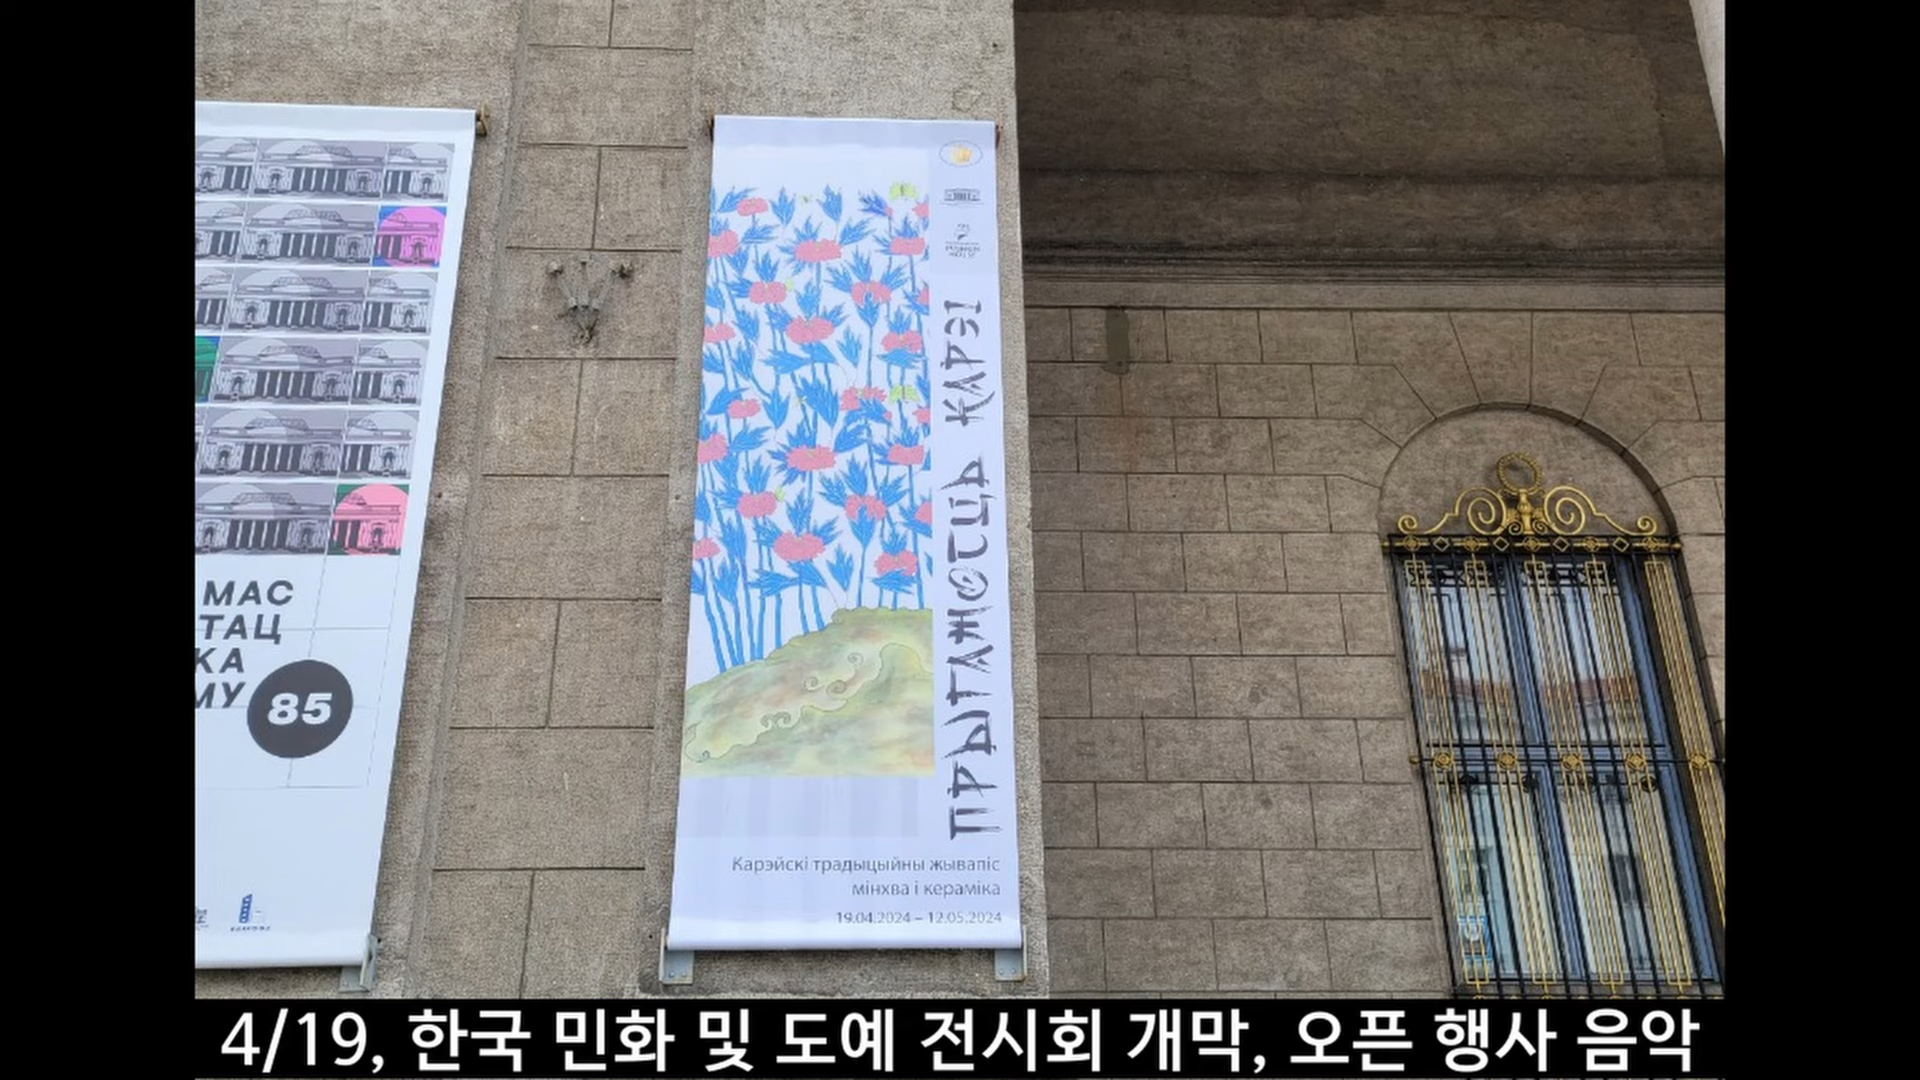 МАС
ТАЦ
КА
МУ
85
ПРЫГАЖОСЦЬ КАРЭІ
Карэйскі традыцыйны жывапіс
мінхва і кераміка
19.04.2024 – 12.05.2024
4/19, 한국 민화 및 도예 전시회 개막, 오픈 행사 음악